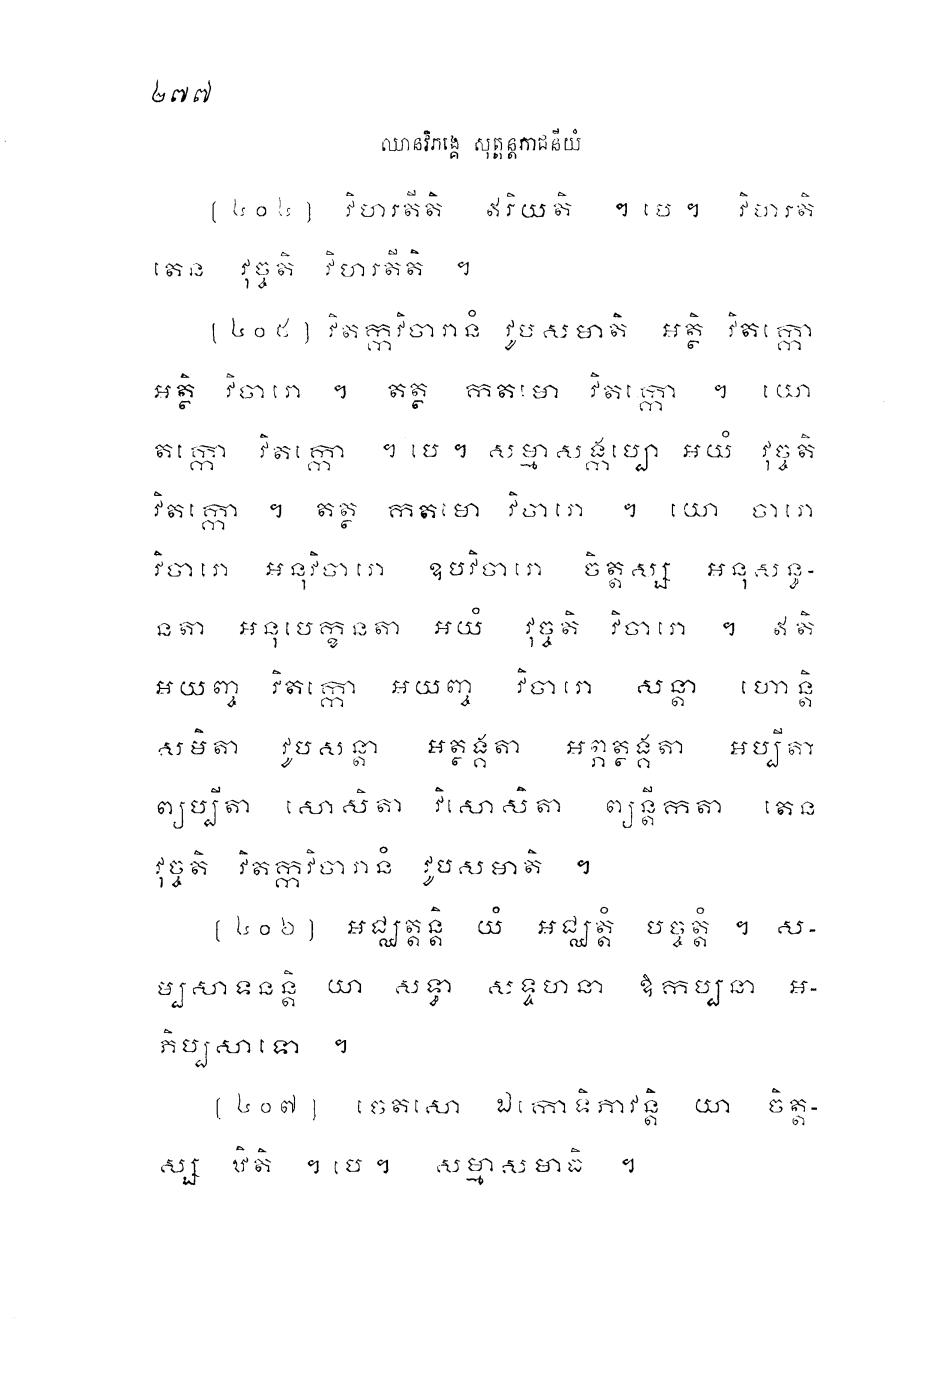 ២៧៧
ឈានវិភង្គេ សុត្តន្តភាជនីយំ
[៤០៤] វិហរតីតិ ឥរិយតិ ។បេ។ វិហរតិ
តេន វុច្ចតិ វិហរតីតិ ។
[៤០៥] វិតក្កវិចារានំ វូបសមាតិ អត្ថិ វិតក្កោ
អត្ថិ វិចារោ ។ តត្ថ កតមោ វិតក្កោ ។ យោ
តក្កោ វិតក្កោ ។បេ។ សម្មាសង្កប្បោ អយំ វុច្ចតិ
វិតក្កោ ។ តត្ថ កតមោ វិចារោ ។ យោ ចារោ
វិចារោ អនុវិចារោ ឧបវិចារោ ចិត្តស្ស អនុសន្ធ-
នតា អនុបេក្ខនតា អយំ វុច្ចតិ វិចារោ ។ ឥតិ
អយញ្ច វិតក្កោ អយញ្ច វិចារោ សន្តា ហោន្តិ
សមិតា វូបសន្តា អត្ថង្គតា អព្ភត្ថង្គតា អប្បិតា
ព្យប្បិតា សោសិតា វិសោសិតា ព្យន្តីកតា តេន
វុច្ចតិ វិតក្កវិចារានំ វូបសមាតិ ។
[៤០៦] អជ្ឈត្តន្តិ យំ អជ្ឈត្តំ បច្ចត្តំ ។ ស-
ម្បសាទនន្តិ យា សទ្ធា សទ្ទហនា ឱកប្បនា អ-
ភិប្បសាទោ ។
[៤០៧] ចេតសោ ឯកោទិភាវន្តិ យា ចិត្ត-
ស្ស ឋិតិ ។បេ។ សម្មាសមាធិ ។